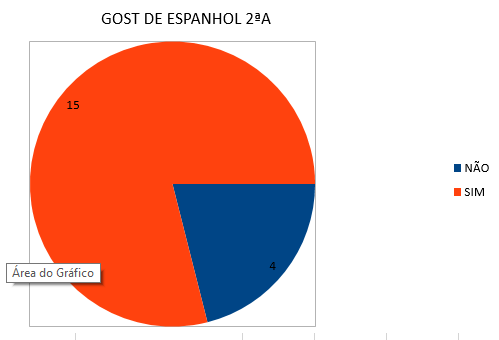 GOST DE ESPANHOL 2ªA
15
NÃO
SIM
4
Área do Gráfico